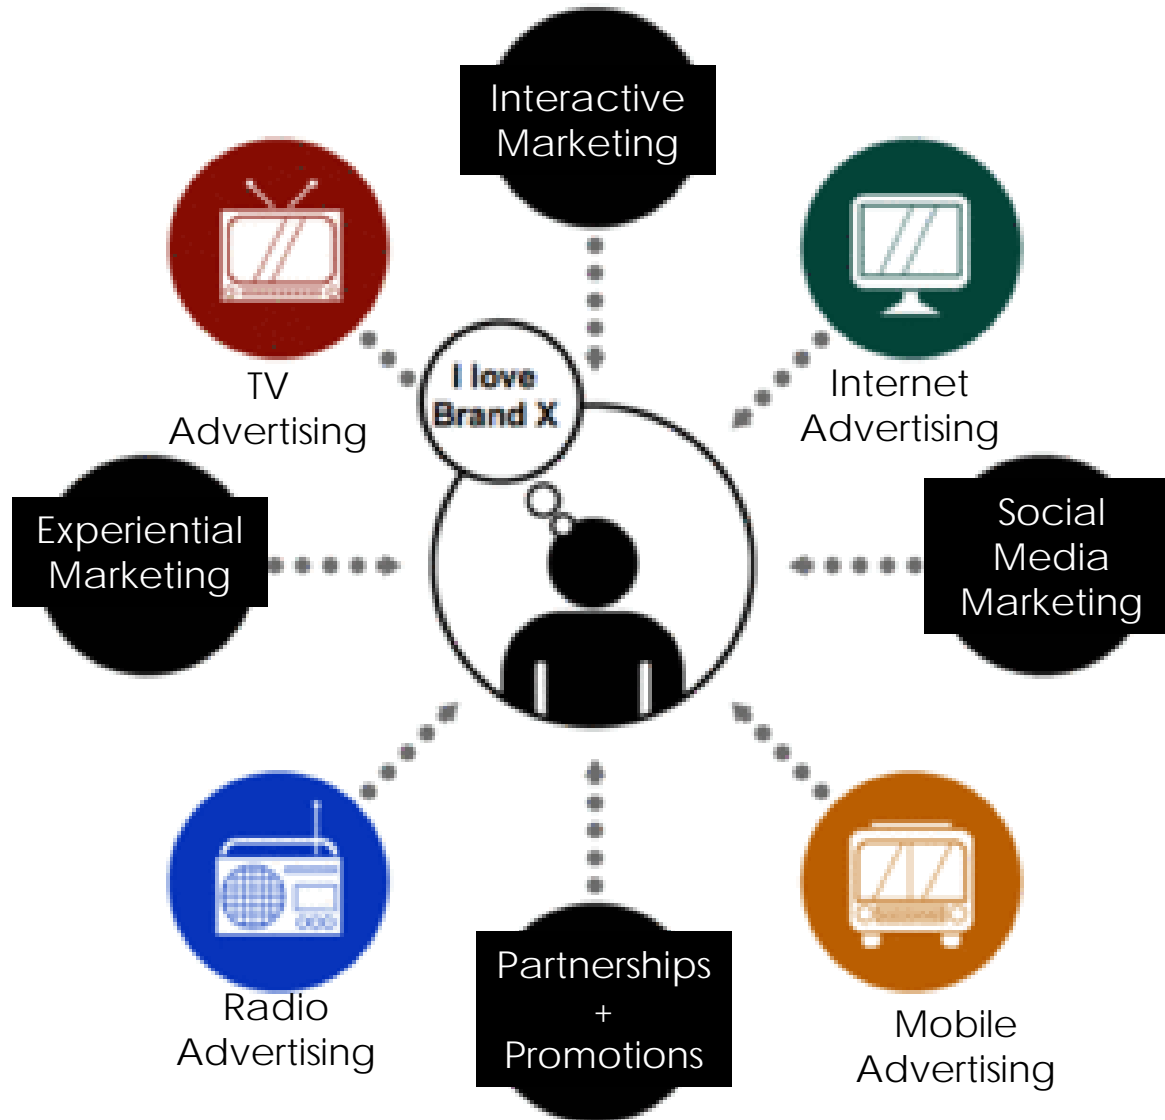 Interactive
Marketing
TV
Advertising
I love
Brand X
Internet
Advertising
Experiential
Marketing
Social
Media
Marketing
Radio
Advertising
Partnerships
+
Promotions
Mobile
Advertising